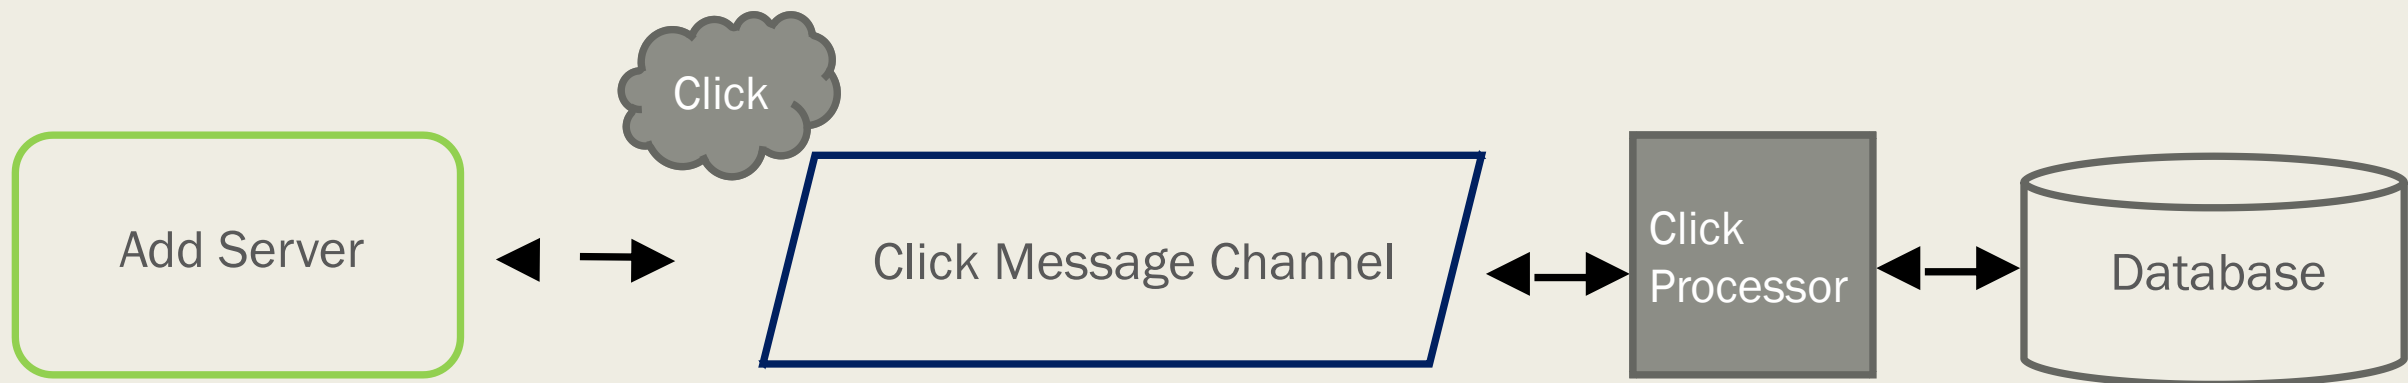 Click
Add Server
Click Message Channel
Click
Processor
Database